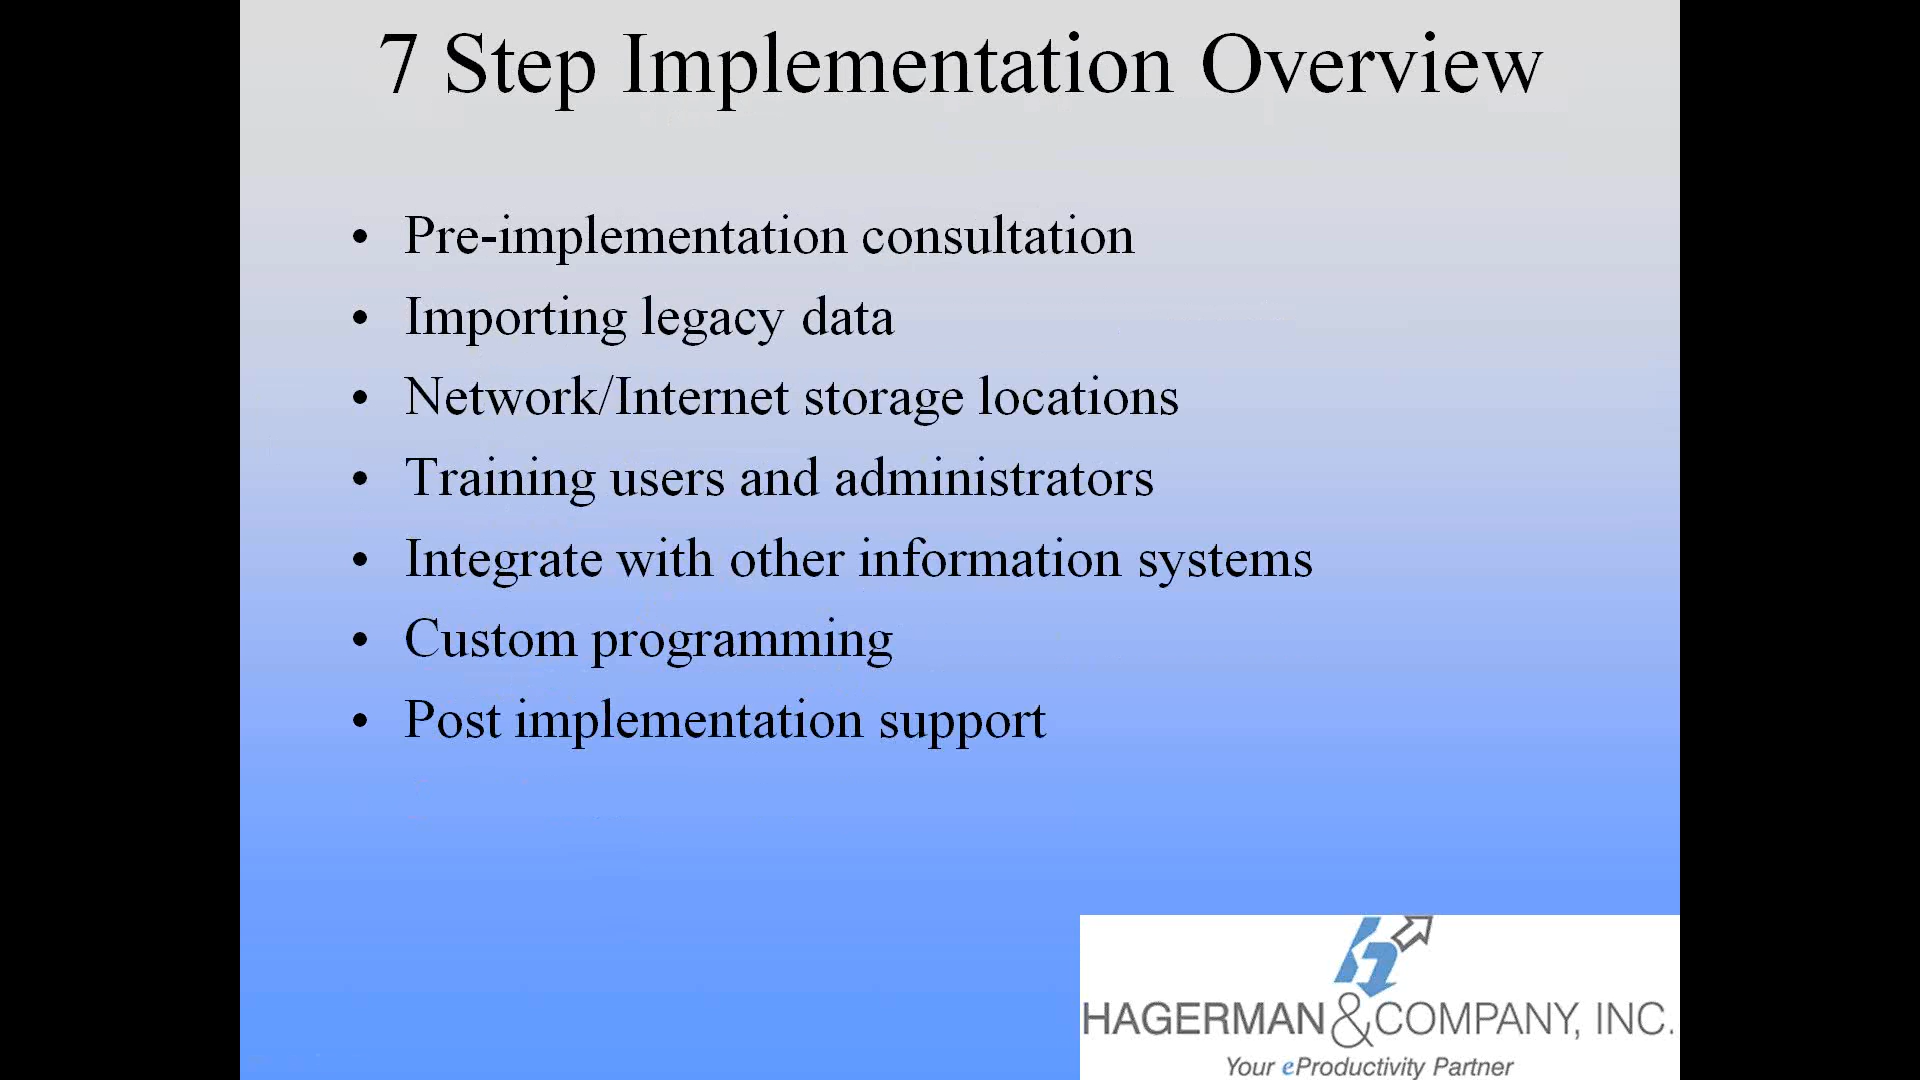 7 Step Implementation Overview
• Pre-implementation consultation
• Importing legacy data
• Network/Internet storage locations
• Training users and administrators
• Integrate with other information systems
• Custom programming
• Post implementation support
HAGERMAN & COMPANY, INC.
Your eProductivity Partner